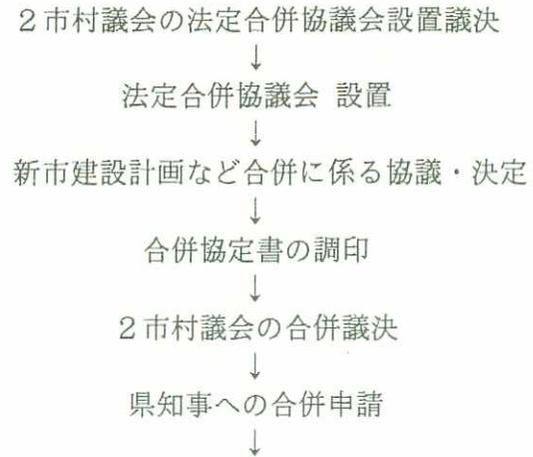 ２市村議会の法定合併協議会設置議決
↓
法定合併協議会 設置
↓
新市建設計画など合併に係る協議・決定
↓
合併協定書の調印
↓
２市村議会の合併議決
↓
県知事への合併申請
↓